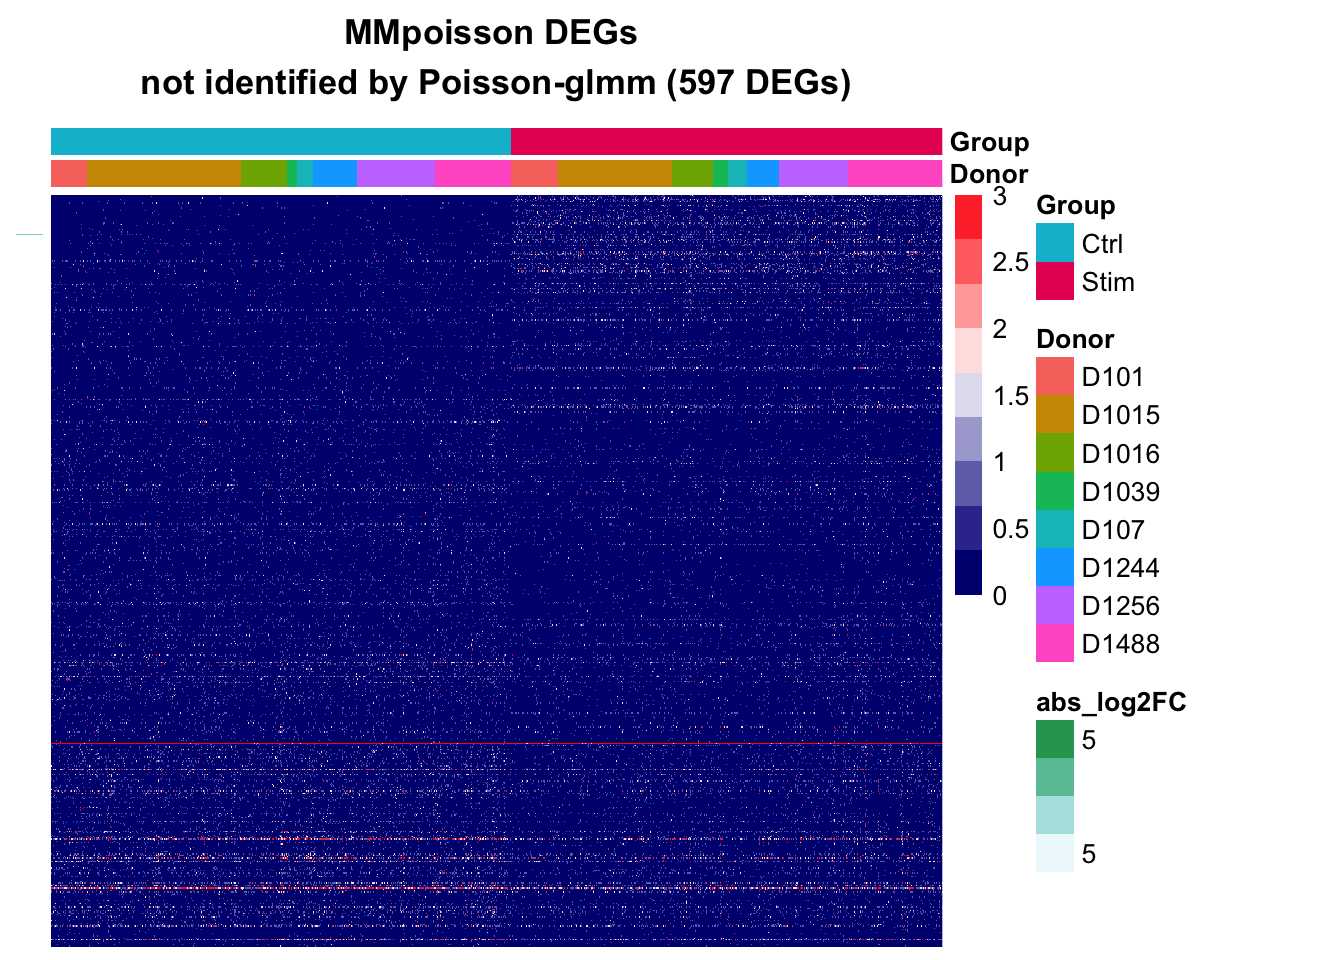 MMpoisson DEGs
not identified by Poisson-glmm (597 DEGs)
Group
Donor
3
2.5
2
1.5
1
0.5
0
Group
Ctrl
Stim
Donor
D101
D1015
D1016
D1039
D107
D1244
D1256
D1488
abs_log2FC
5
5